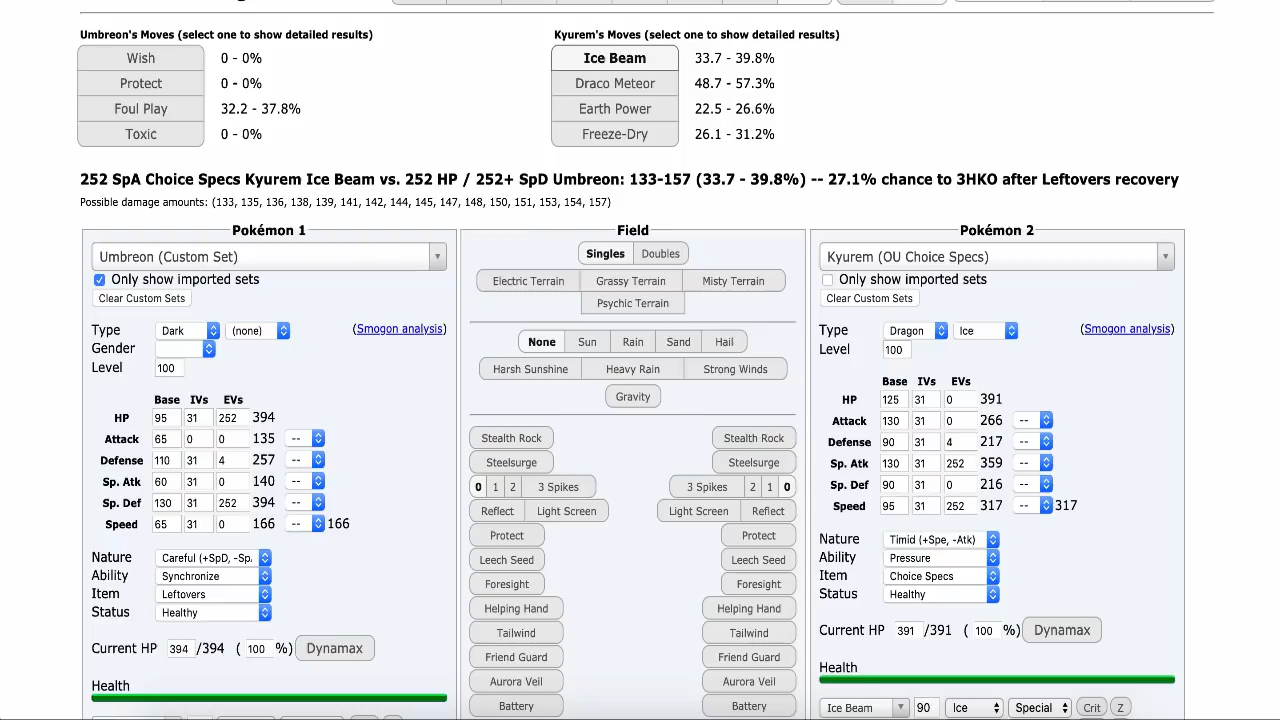 Umbreon's Moves (select one to show detailed results)
Wish 0 - 0%
Protect 0 - 0%
Foul Play 32.2 - 37.8%
Toxic 0 - 0%
Kyurem's Moves (select one to show detailed results)
Ice Beam 33.7 - 39.8%
Draco Meteor 48.7 - 57.3%
Earth Power 22.5 - 26.6%
Freeze-Dry 26.1 - 31.2%
252 SpA Choice Specs Kyurem Ice Beam vs. 252 HP / 252+ SpD Umbreon: 133-157 (33.7 - 39.8%) -- 27.1% chance to 3HKO after Leftovers recovery
Possible damage amounts: (133, 135, 136, 138, 139, 141, 142, 144, 145, 147, 148, 150, 151, 153, 154, 157)
Pokémon 1
Umbreon (Custom Set)
Only show imported sets
Clear Custom Sets
Type Dark (none) (Smogon analysis)
Gender
Level 100
Base IVs EVs
HP 95 31 252 394
Attack 65 0 0 135 --
Defense 110 31 4 257 --
Sp. Atk 60 31 0 140 --
Sp. Def 130 31 252 394 --
Speed 65 31 0 166 -- 166
Nature Careful (+SpD, -Sp.
Ability Synchronize
Item Leftovers
Status Healthy
Current HP 394 /394 ( 100 %) Dynamax
Health
Field
Singles Doubles
Electric Terrain Grassy Terrain Misty Terrain
Psychic Terrain
None Sun Rain Sand Hail
Harsh Sunshine Heavy Rain Strong Winds
Gravity
Stealth Rock Stealth Rock
Steelsurge Steelsurge
0 1 2 3 Spikes 3 Spikes 2 1 0
Reflect Light Screen Light Screen Reflect
Protect Protect
Leech Seed Leech Seed
Foresight Foresight
Helping Hand Helping Hand
Tailwind Tailwind
Friend Guard Friend Guard
Aurora Veil Aurora Veil
Battery Battery
Pokémon 2
Kyurem (OU Choice Specs)
Only show imported sets
Clear Custom Sets
Type Dragon Ice (Smogon analysis)
Level 100
Base IVs EVs
HP 125 31 0 391
Attack 130 31 0 266 --
Defense 90 31 4 217 --
Sp. Atk 130 31 252 359 --
Sp. Def 90 31 0 216 --
Speed 95 31 252 317 -- 317
Nature Timid (+Spe, -Atk)
Ability Pressure
Item Choice Specs
Status Healthy
Current HP 391 /391 ( 100 %) Dynamax
Health
Ice Beam 90 Ice Special Crit Z